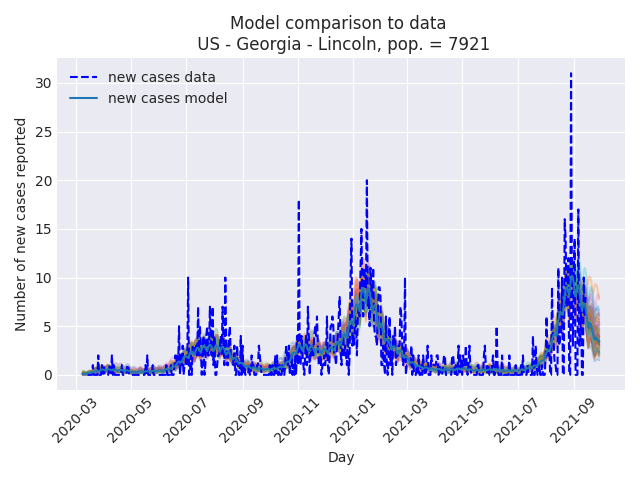 Model comparison to data
US - Georgia - Lincoln, pop. = 7921
new cases data
new cases model
Number of new cases reported
30
25
20
15
10
5
0
2020-03
2020-05
2020-07
2020-09
2020-11
2021-01
2021-03
2021-05
2021-07
2021-09
Day